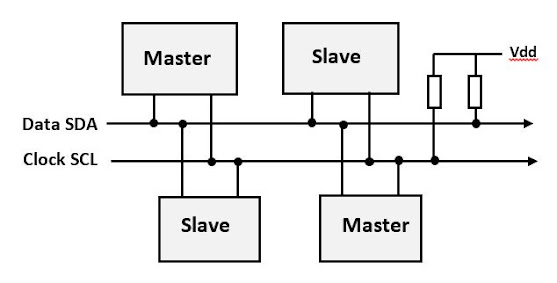 Master
Slave
Vdd
Data SDA
Clock SCL
Slave
Master